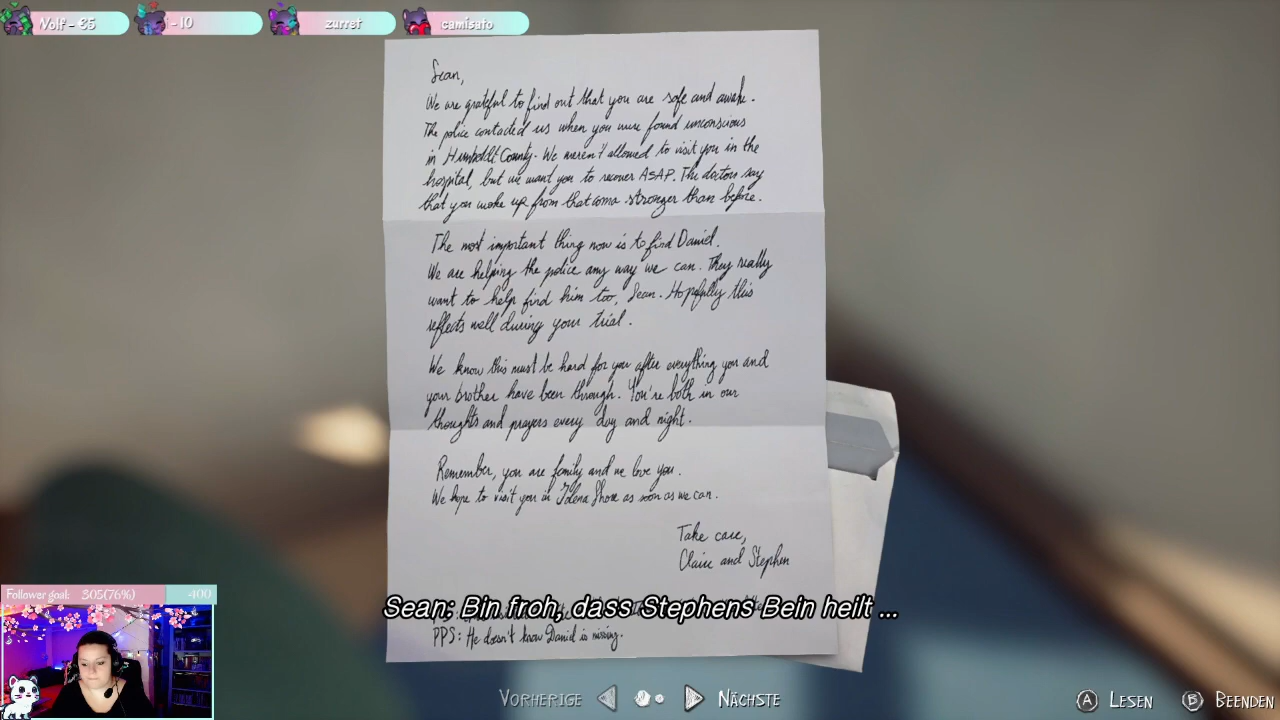 Wolf - €5
-10
zurret
camisato
Sean,
We are grateful to find out that you are safe and awake.
The police contacted us when you were found unconscious
in Humboldt County. We weren't allowed to visit you in the
hospital, but we want you to recover ASAP. The doctors say
that you woke up from that coma stronger than before.
The most important thing now is to find Daniel.
We are helping the police any way we can. They really
want to help find him too, Sean. Hopefully this
reflects well during your trial.
We know this must be hard for you after everything you and
your brother have been through. You're both in our
thoughts and prayers every day and night.
Remember, you are family and we love you.
We hope to visit you in Idena Shore as soon as we can.
Take care,
Claire and Stephen
Sean: Bin froh, dass Stephens Bein heilt ...
PPS: He doesn't know Daniel is missing.
Follower goal: 305(76%) 400
VORHERIGE NÄCHSTE
A LESEN B BEENDEN